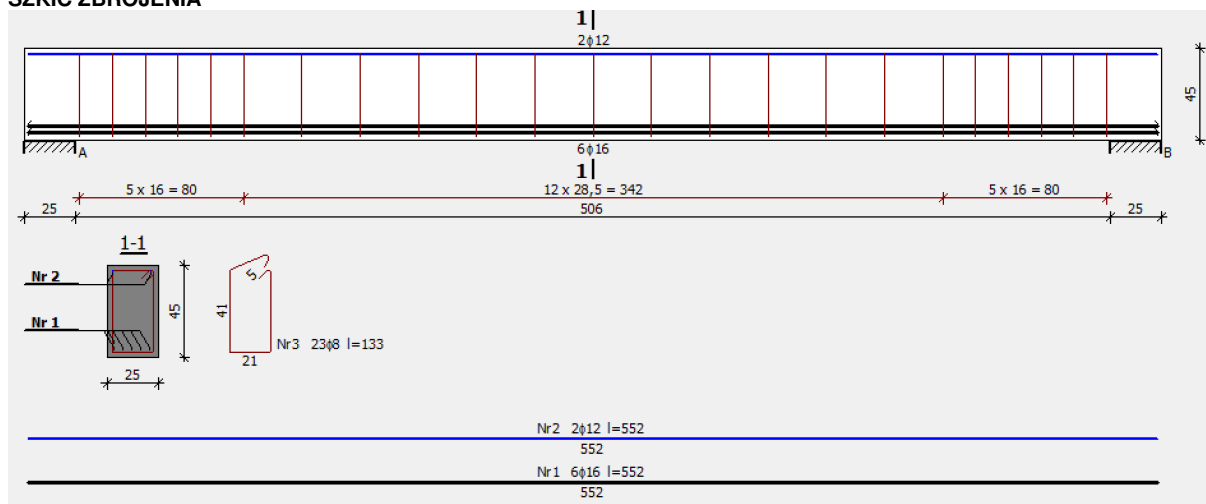 SZKIC ZBROJENIA
1
2ϕ12
45
A
6ϕ16
B
1
5 x 16 = 80
12 x 28,5 = 342
5 x 16 = 80
25
506
25
1-1
Nr 2
Nr 1
45
25
5
41
21
Nr3 23ϕ8 l=133
Nr2 2ϕ12 l=552
552
Nr1 6ϕ16 l=552
552